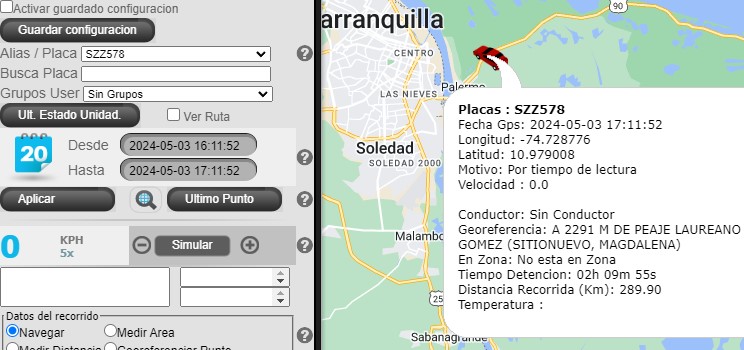 Activar guardado configuracion
Guardar configuracion
Alias / Placa SZZ578
Busca Placa
Grupos User Sin Grupos
Ult. Estado Unidad. Ver Ruta
20 Desde 2024-05-03 16:11:52
Hasta 2024-05-03 17:11:52
Aplicar Ultimo Punto
0 KPH
5x
Simular
Datos del recorrido
Navegar Medir Area
Medir Distancia Georeferenciar Punto
arranquilla
CENTRO
LAS NIEVES
Palermo
Soledad
SOLEDAD 2000
Malambo
25
Sabanagrande
Placas : SZZ578
Fecha Gps: 2024-05-03 17:11:52
Longitud: -74.728776
Latitud: 10.979008
Motivo: Por tiempo de lectura
Velocidad : 0.0
Conductor: Sin Conductor
Georeferencia: A 2291 M DE PEAJE LAUREANO
GOMEZ (SITIONUEVO, MAGDALENA)
En Zona: No esta en Zona
Tiempo Detencion: 02h 09m 55s
Distancia Recorrida (Km): 289.90
Temperatura :